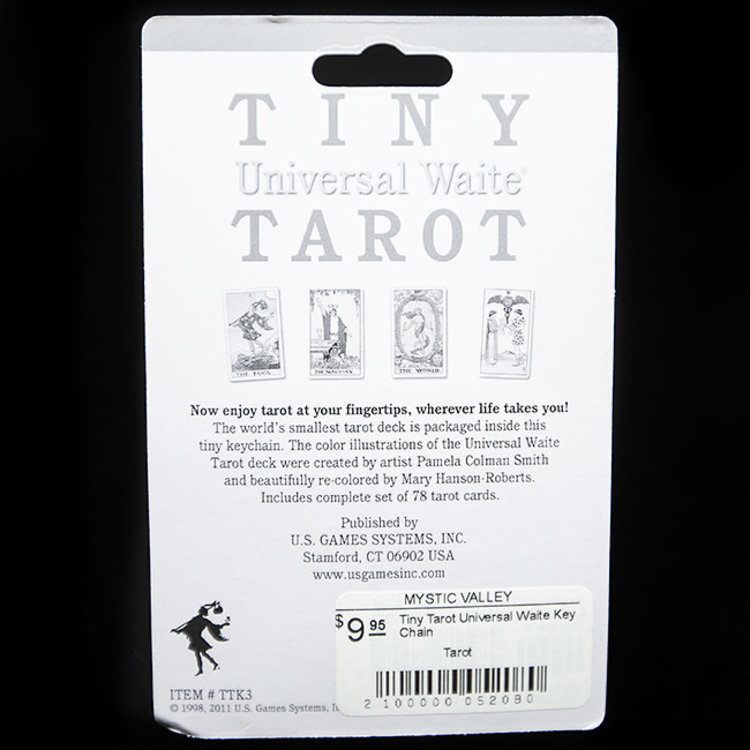 TINY
Universal Waite®
TAROT
THE FOOL
THE MAGICIAN
THE WORLD
Now enjoy tarot at your fingertips, wherever life takes you!
The world's smallest tarot deck is packaged inside this
tiny keychain. The color illustrations of the Universal Waite
Tarot deck were created by artist Pamela Colman Smith
and beautifully re-colored by Mary Hanson-Roberts.
Includes complete set of 78 tarot cards.
Published by
U.S. GAMES SYSTEMS, INC.
Stamford, CT 06902 USA
www.usgamesinc.com
MYSTIC VALLEY
$9.95 Tiny Tarot Universal Waite Key
Chain
Tarot
2 100000 052080
ITEM # TTK3
© 1998, 2011 U.S. Games Systems,